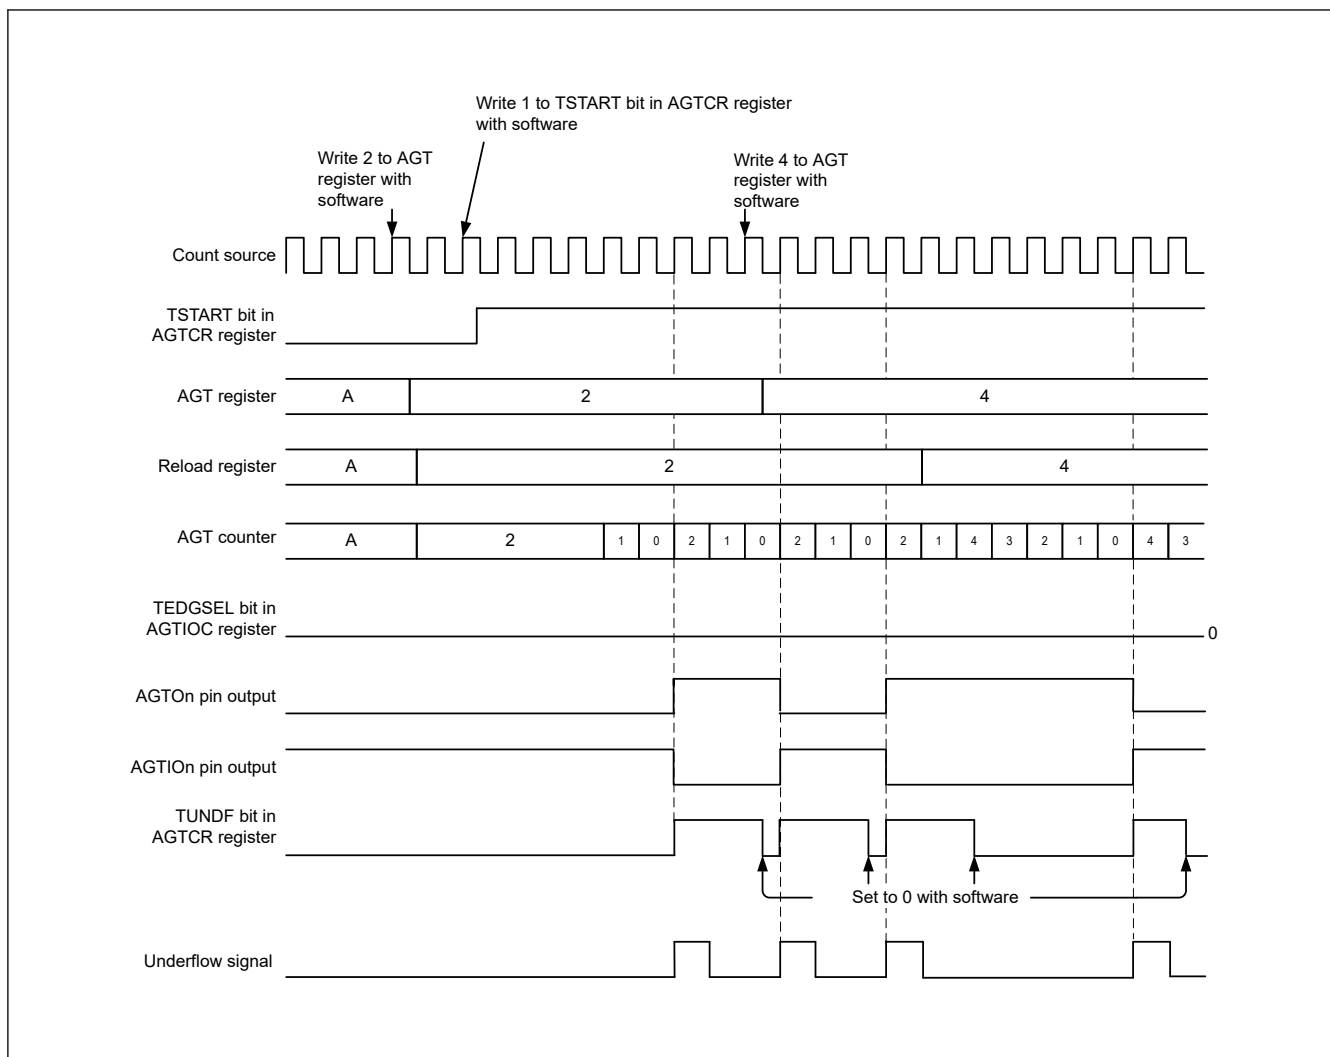 Write 1 to TSTART bit in AGTCR register
with software
Write 2 to AGT
register with
software
Write 4 to AGT
register with
software
Count source
TSTART bit in
AGTCR register
AGT register
A
2
4
Reload register
A
2
4
AGT counter
A
2
1
0
2
1
0
2
1
0
2
1
4
3
2
1
0
4
3
TEDGSEL bit in
AGTIOC register
0
AGTOn pin output
AGTIOn pin output
TUNDF bit in
AGTCR register
Set to 0 with software
Underflow signal